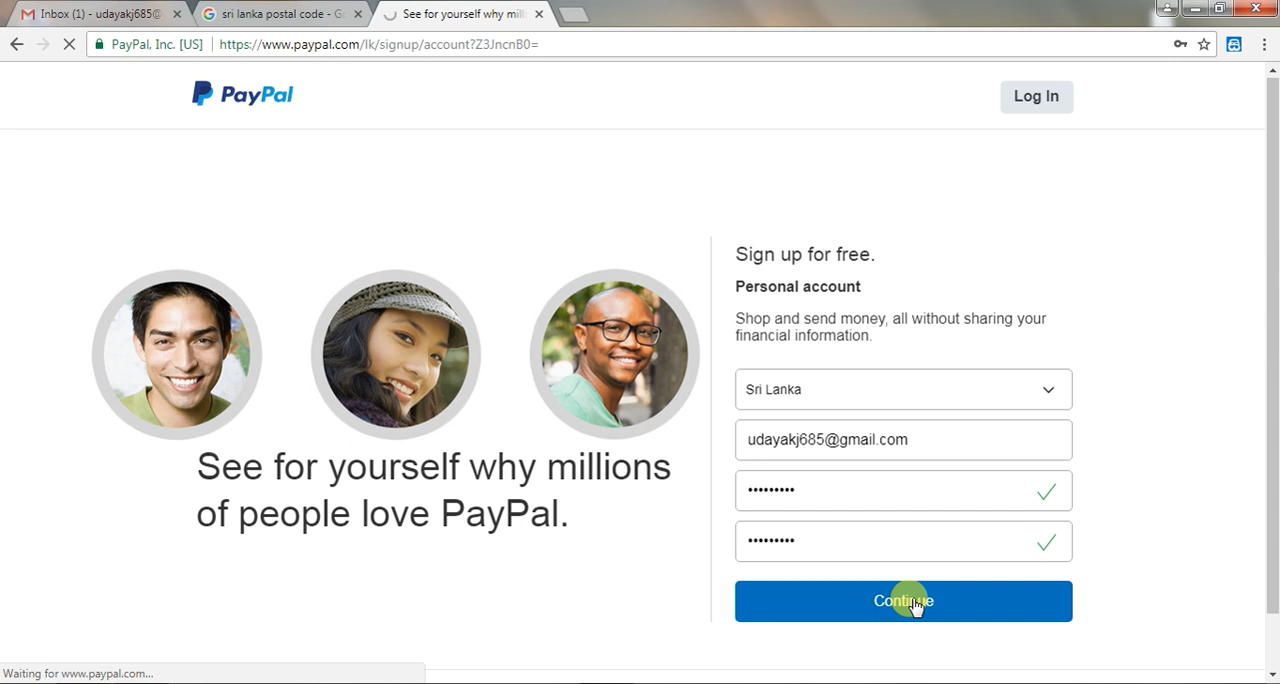 Inbox (1) - udayakj685@
sri lanka postal code - Go
See for yourself why mill
PayPal, Inc. [US]
https://www.paypal.com/lk/signup/account?Z3JncnB0=
PayPal
Log In
Sign up for free.
Personal account
Shop and send money, all without sharing your
financial information.
Sri Lanka
udayakj685@gmail.com
•••••••••
•••••••••
Continue
See for yourself why millions
of people love PayPal.
Waiting for www.paypal.com...